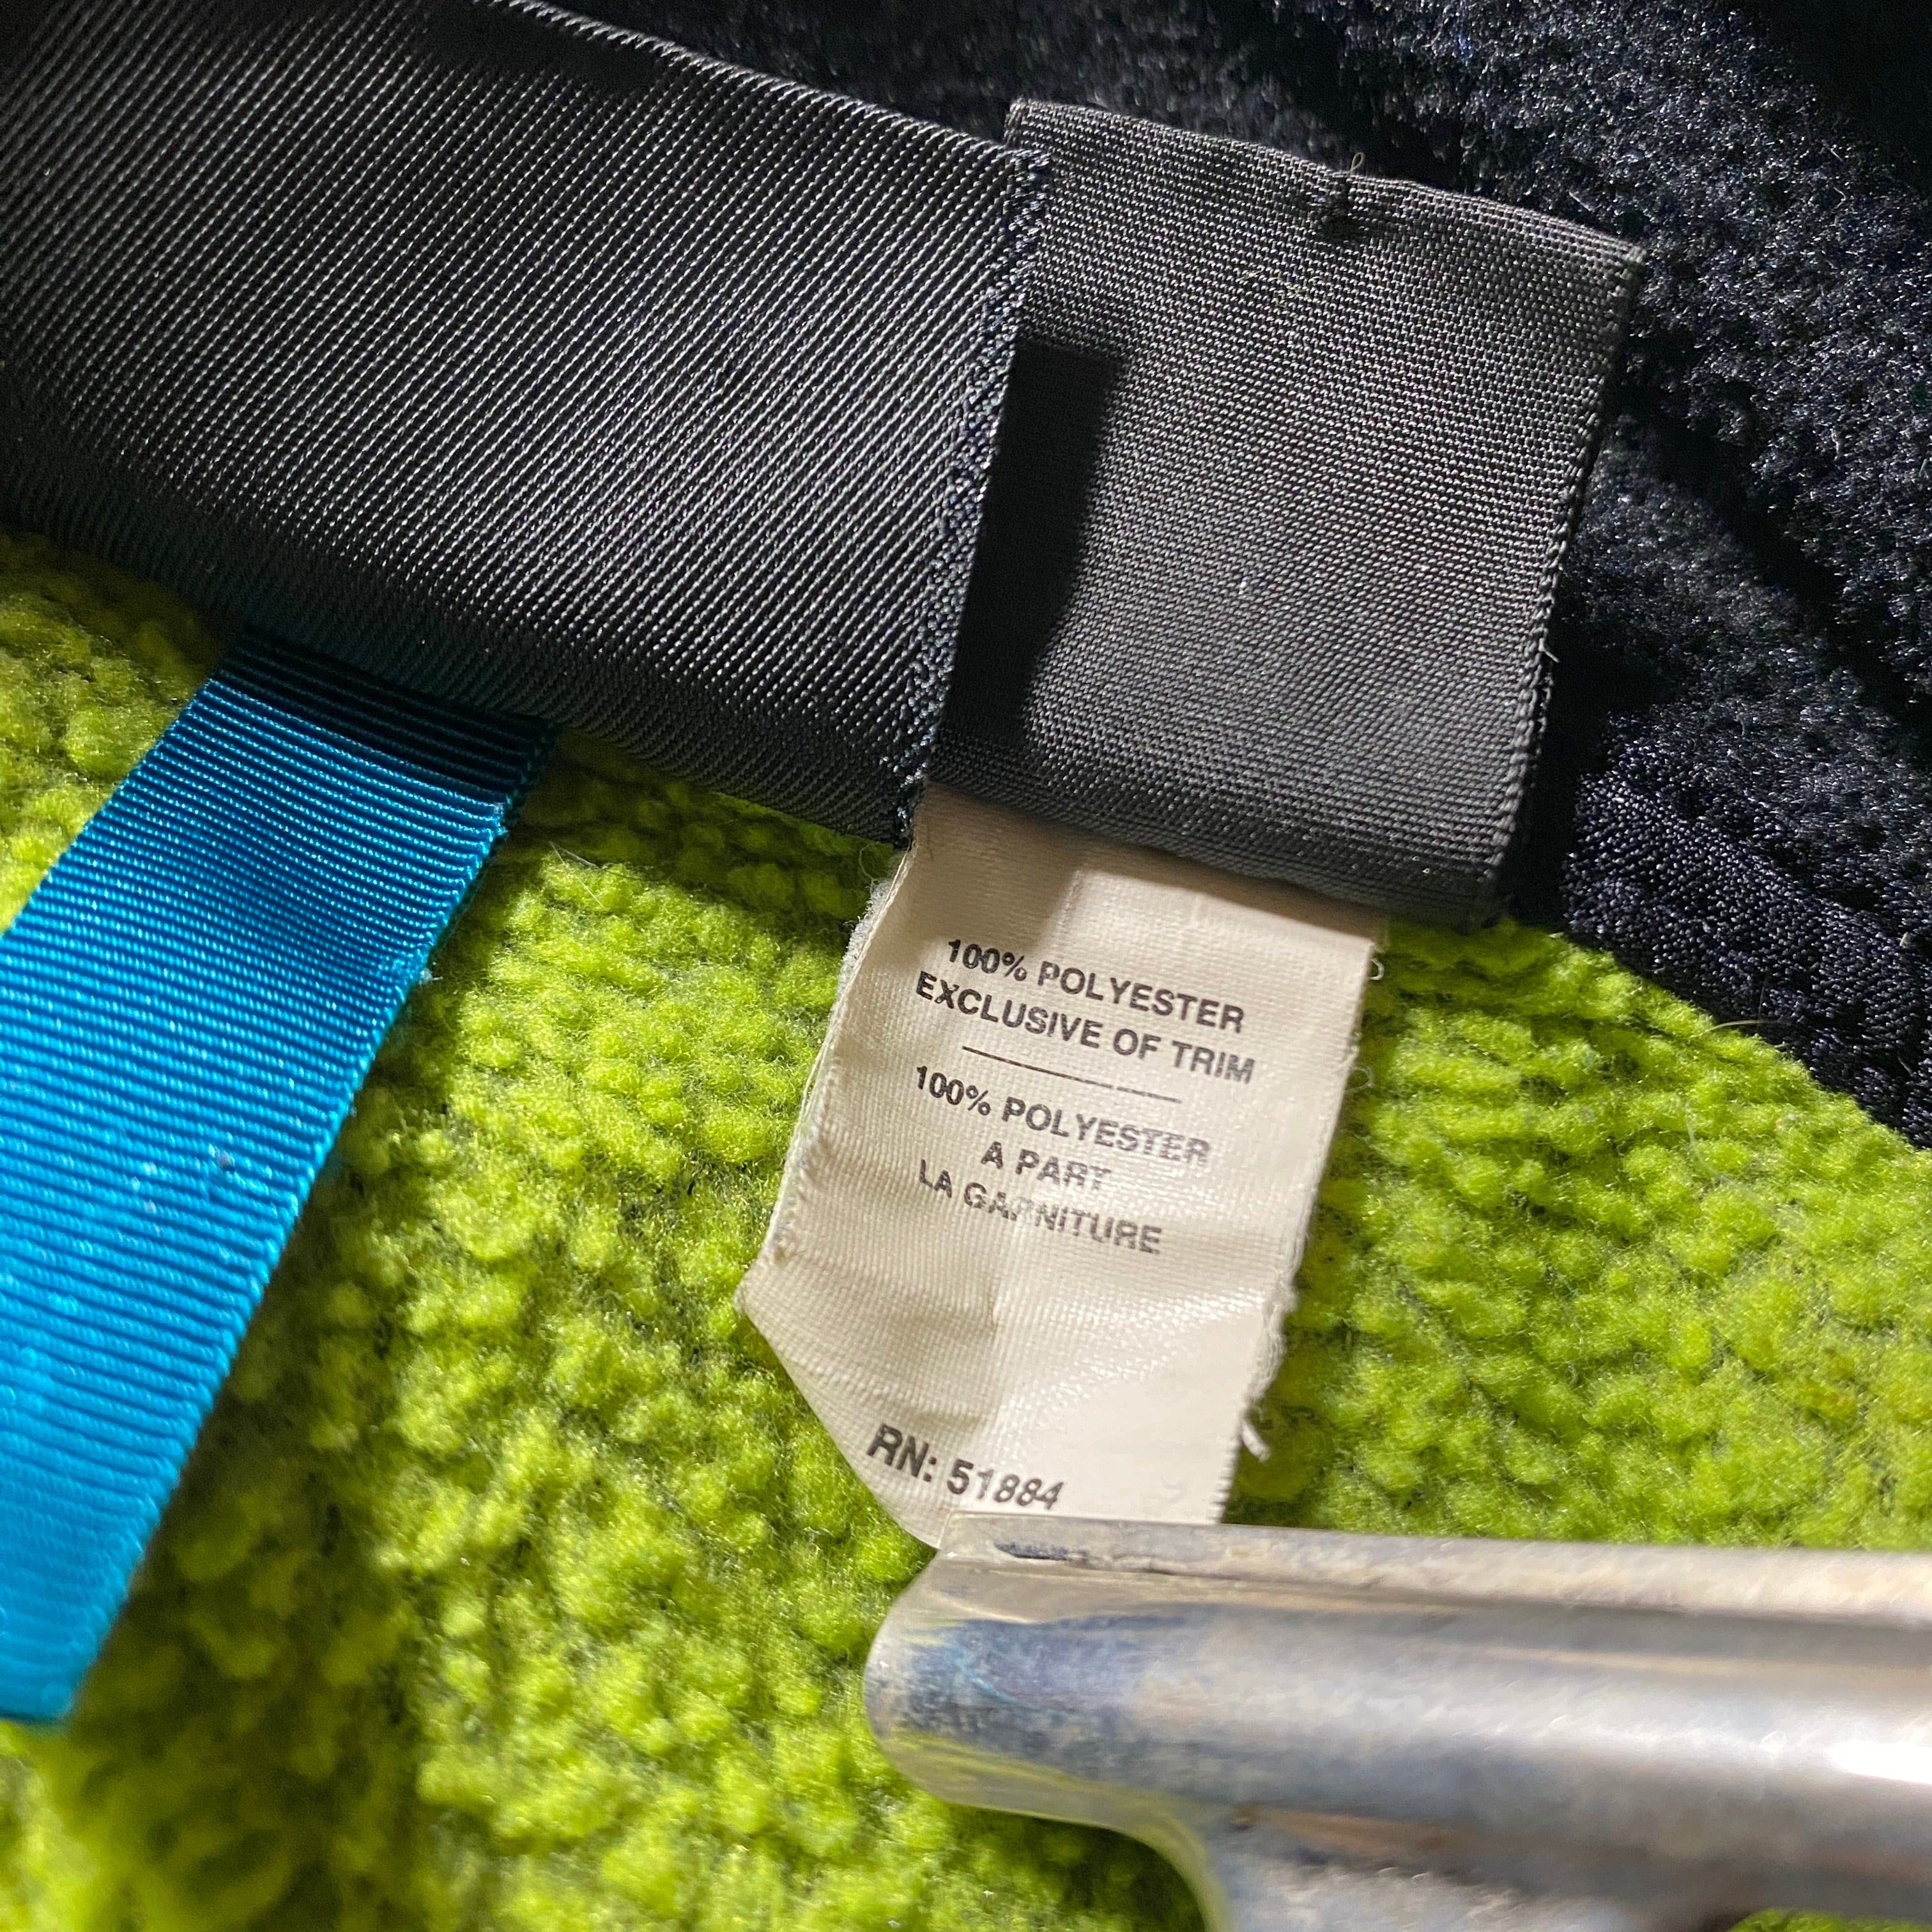 100% POLYESTER
EXCLUSIVE OF TRIM
100% POLYESTER
A PART
LA GARNITURE
RN: 51884